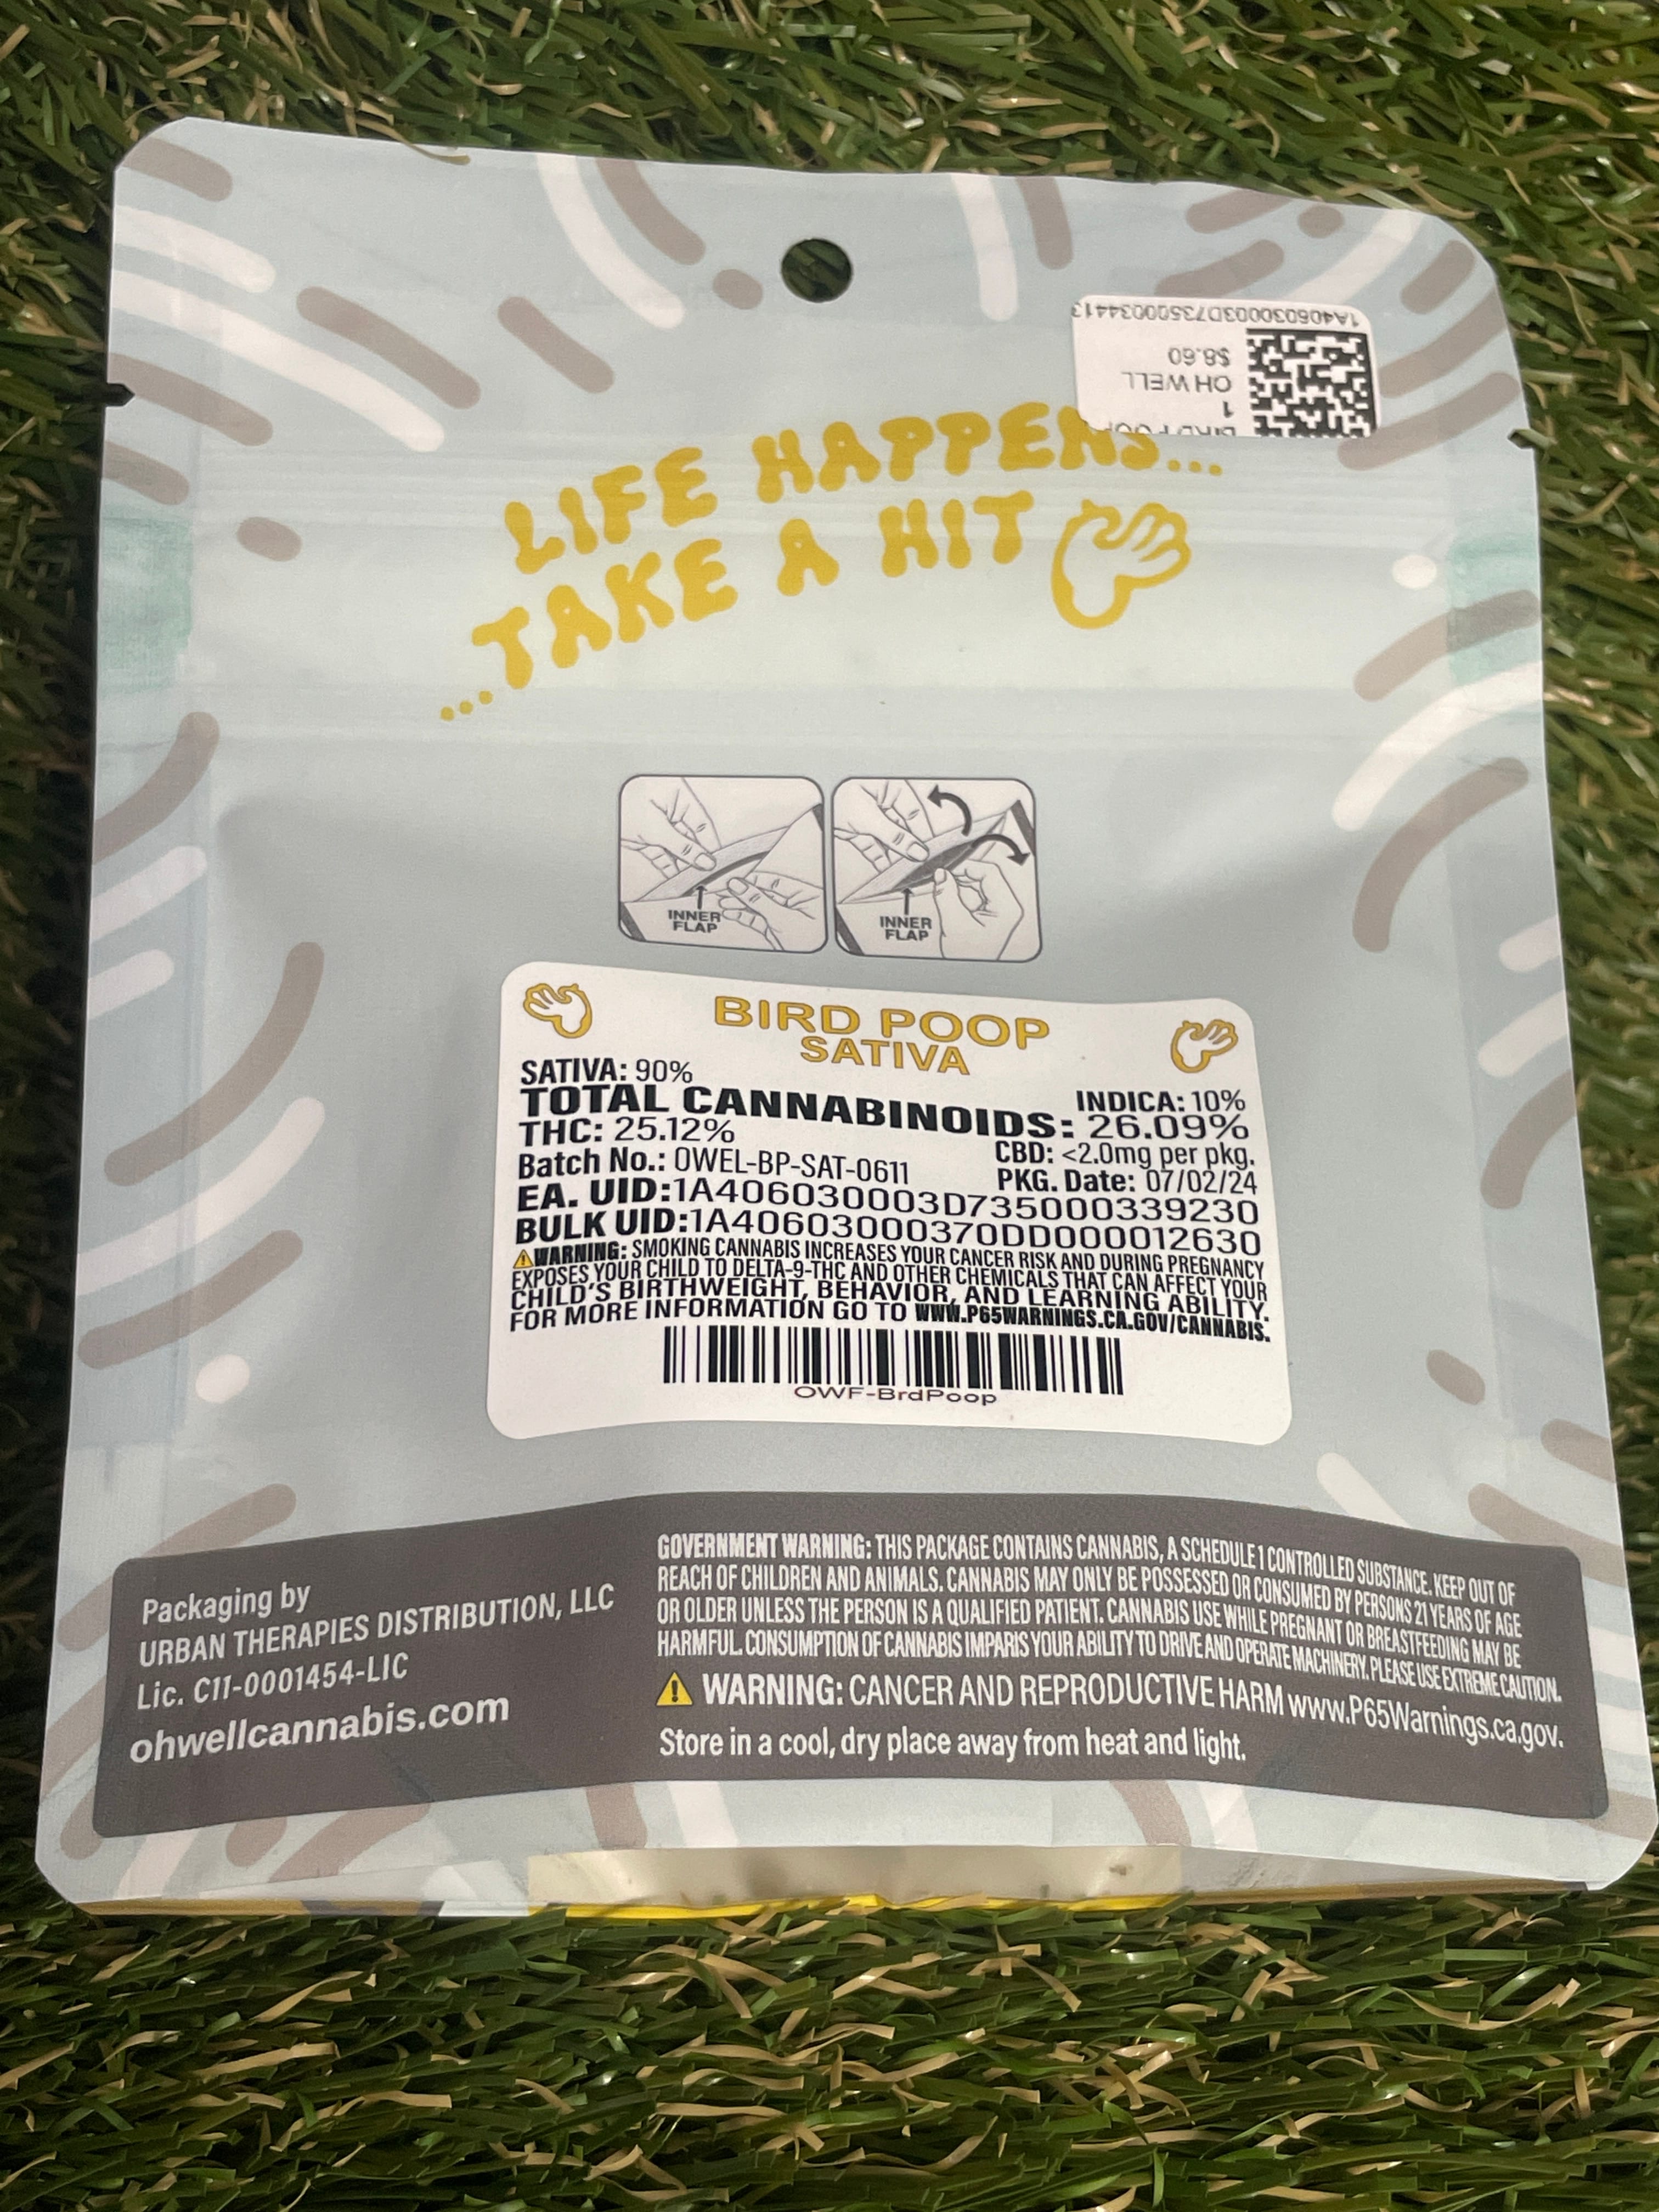 1A4060300003D735000034413
$8.60
OH WELL
1
BIRD POOP
LIFE HAPPENS...
...TAKE A HIT
INNER
FLAP
INNER
FLAP
BIRD POOP
SATIVA
SATIVA: 90%
INDICA: 10%
TOTAL CANNABINOIDS: 26.09%
THC: 25.12%
CBD: <2.0mg per pkg.
Batch No.: OWEL-BP-SAT-0611
PKG. Date: 07/02/24
EA. UID:1A406030003D735000339230
BULK UID:1A40603000370DD000012630
WARNING: SMOKING CANNABIS INCREASES YOUR CANCER RISK AND DURING PREGNANCY
EXPOSES YOUR CHILD TO DELTA-9-THC AND OTHER CHEMICALS THAT CAN AFFECT YOUR
CHILD'S BIRTHWEIGHT, BEHAVIOR, AND LEARNING ABILITY.
FOR MORE INFORMATION GO TO WWW.P65WARNINGS.CA.GOV/CANNABIS.
OWF-BrdPoop
Packaging by
URBAN THERAPIES DISTRIBUTION, LLC
Lic. C11-0001454-LIC
ohwellcannabis.com
GOVERNMENT WARNING: THIS PACKAGE CONTAINS CANNABIS, A SCHEDULE 1 CONTROLLED SUBSTANCE. KEEP OUT OF
REACH OF CHILDREN AND ANIMALS. CANNABIS MAY ONLY BE POSSESSED OR CONSUMED BY PERSONS 21 YEARS OF AGE
OR OLDER UNLESS THE PERSON IS A QUALIFIED PATIENT. CANNABIS USE WHILE PREGNANT OR BREASTFEEDING MAY BE
HARMFUL. CONSUMPTION OF CANNABIS IMPARIS YOUR ABILITY TO DRIVE AND OPERATE MACHINERY. PLEASE USE EXTREME CAUTION.
WARNING: CANCER AND REPRODUCTIVE HARM www.P65Warnings.ca.gov.
Store in a cool, dry place away from heat and light.